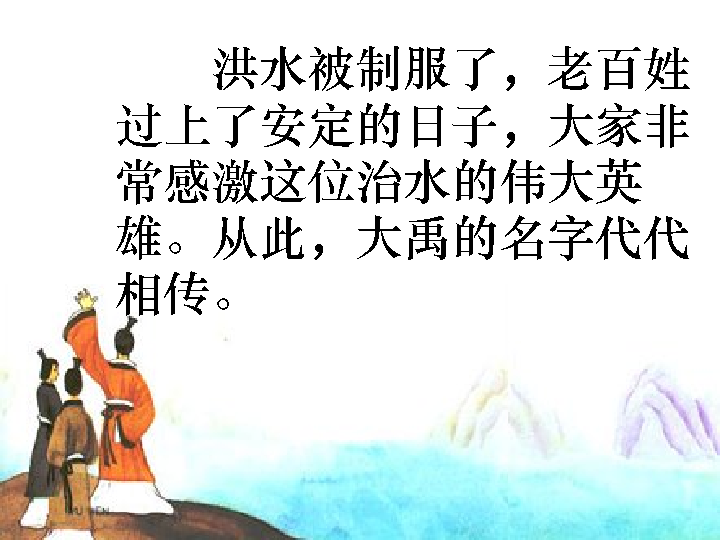 洪水被制服了，老百姓
过上了安定的日子，大家非
常感激这位治水的伟大英
雄。从此，大禹的名字代代
相传。